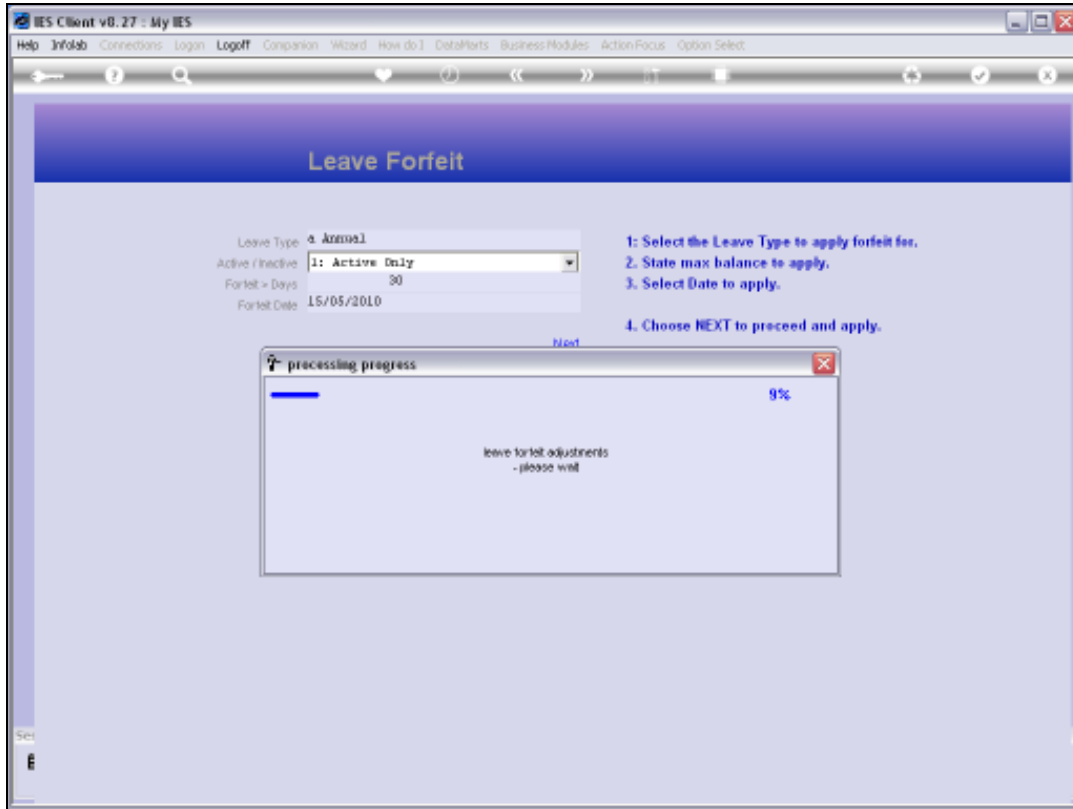 IES Client v8.27 : My IES
Help Infolab Connections Logon Logoff Companion Wizard How do I DataMarts Business Modules Action Focus Option Select
Leave Forfeit
Leave Type a Annual
Active / Inactive 1: Active Only
Forfeit > Days 30
Forfeit Date 15/05/2010
1: Select the Leave Type to apply forfeit for.
2. State max balance to apply.
3. Select Date to apply.
4. Choose NEXT to proceed and apply.
Next
processing progress
9%
leave forfeit adjustments
- please wait
Ses